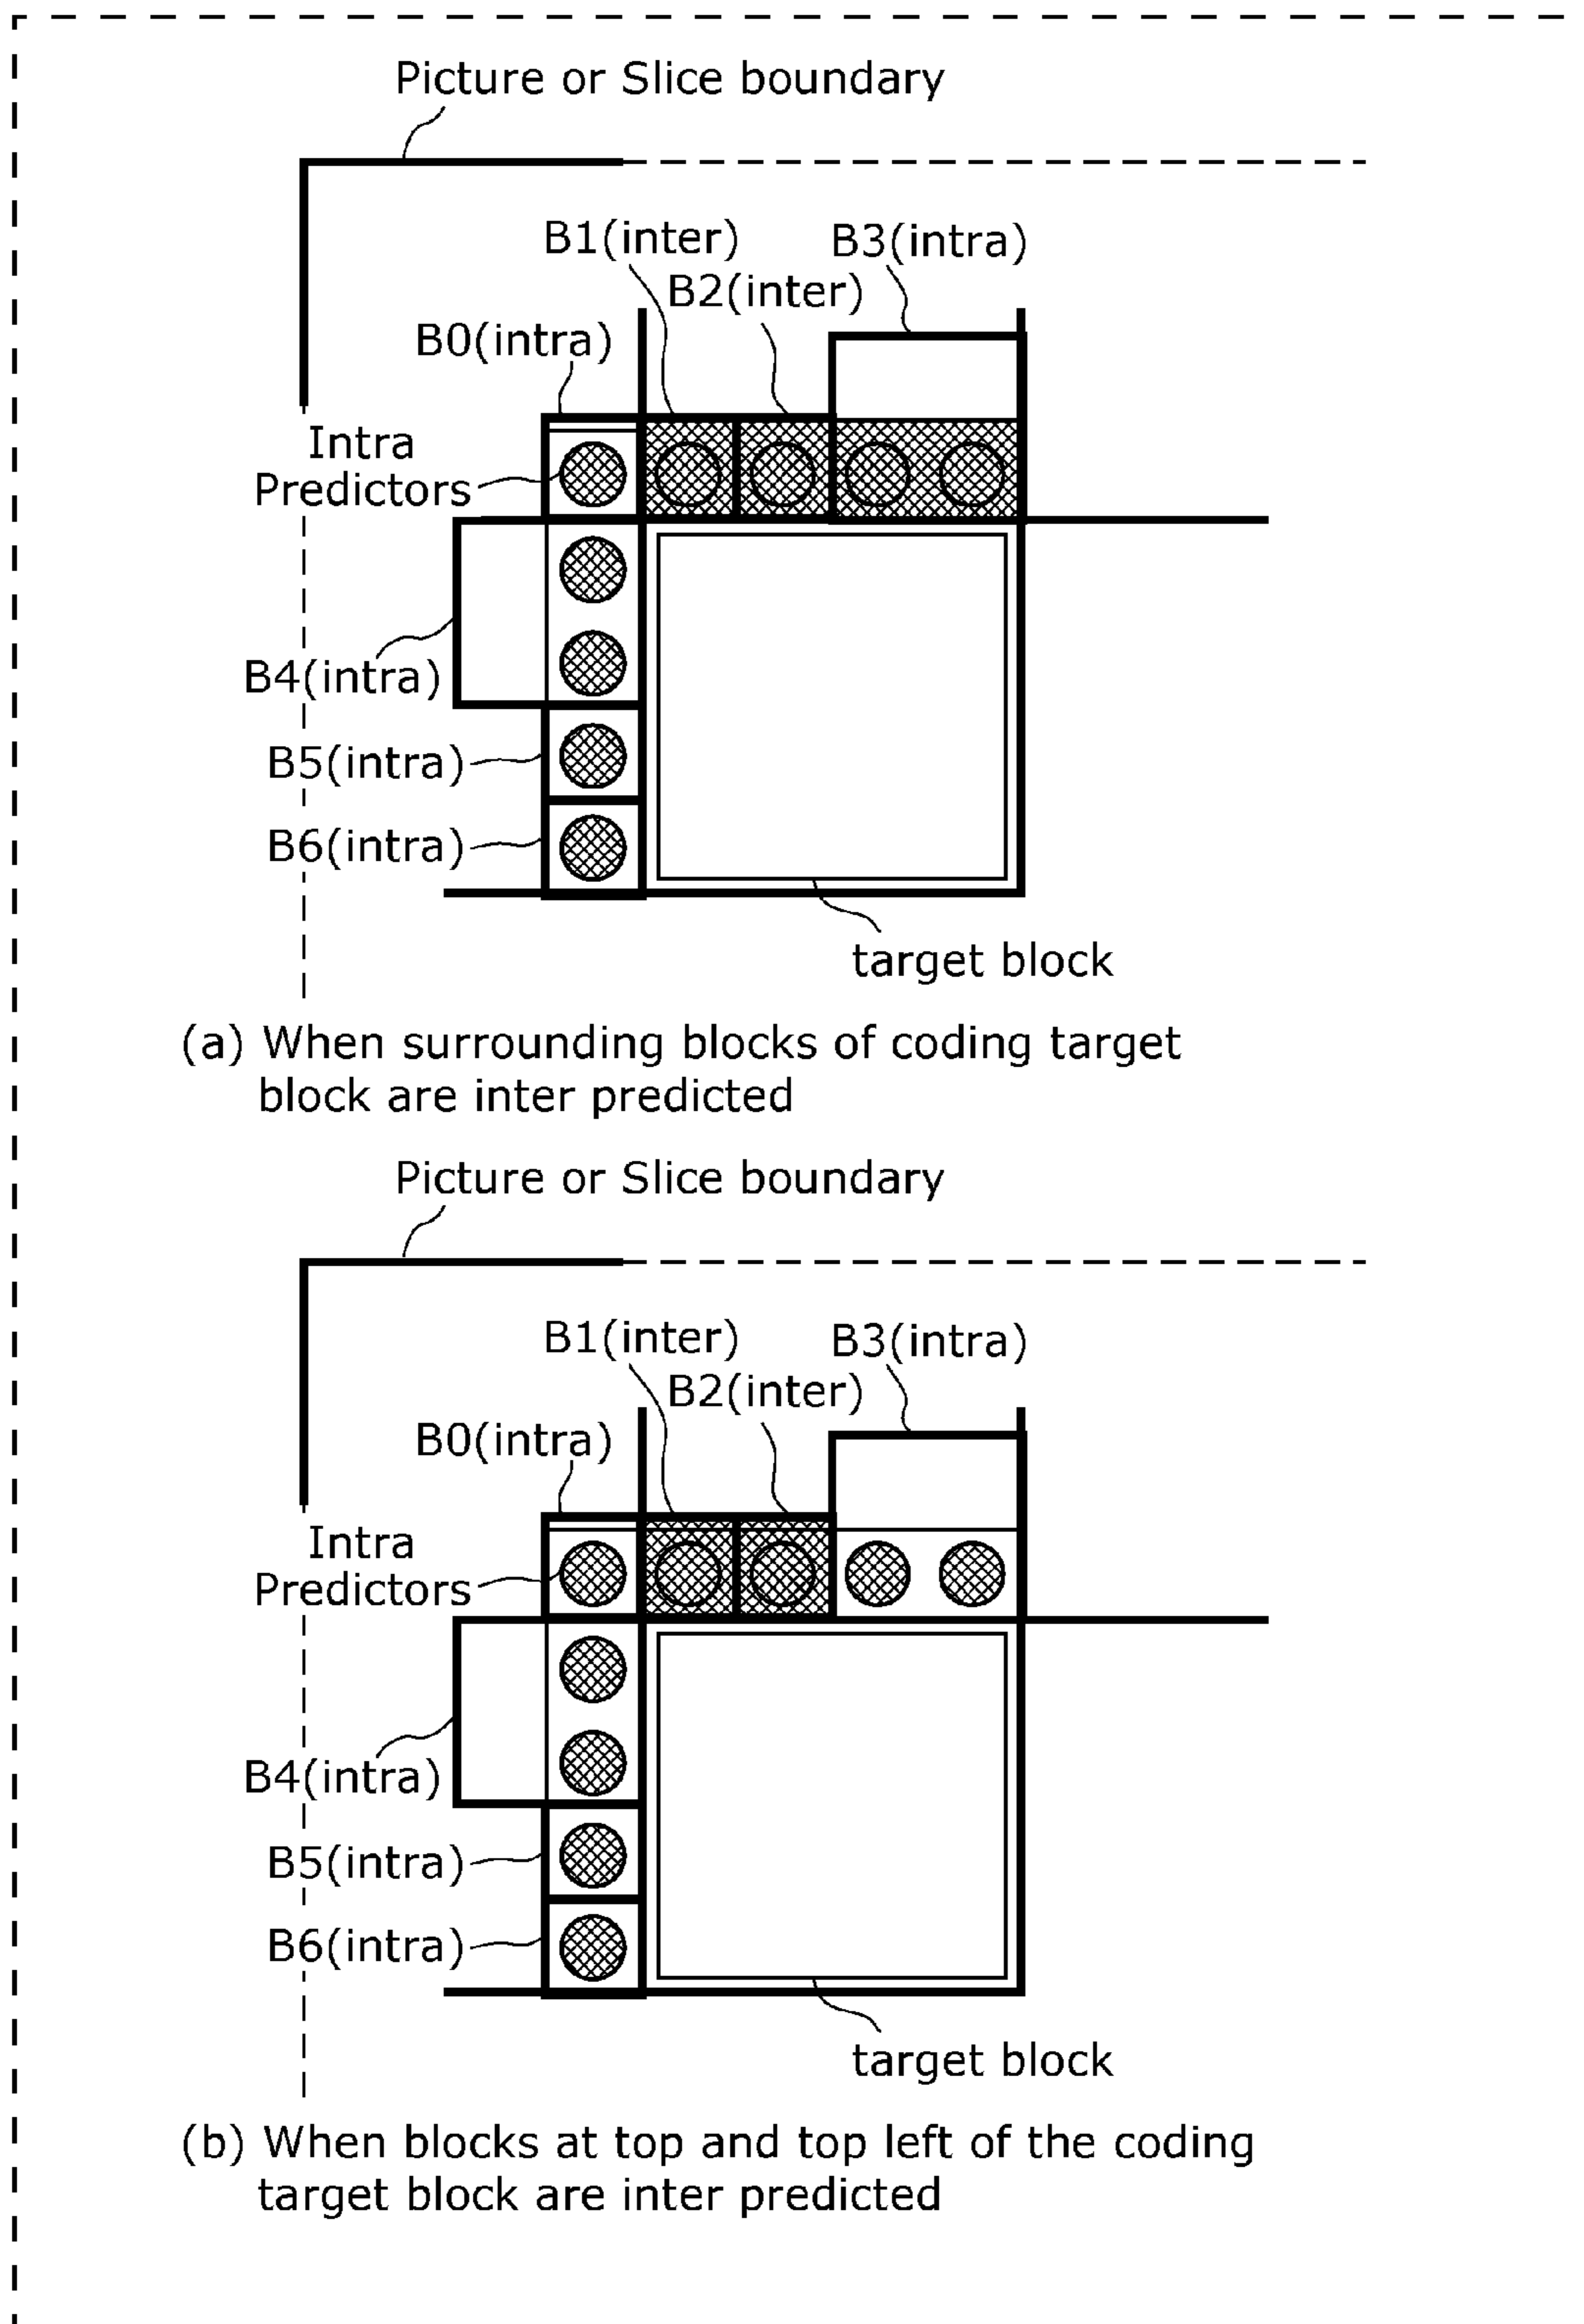 Picture or Slice boundary
B1(inter)
B3(intra)
B2(inter)
B0(intra)
Intra
Predictors
B4(intra)
B5(intra)
B6(intra)
target block
(a) When surrounding blocks of coding target
block are inter predicted
Picture or Slice boundary
B1(inter)
B3(intra)
B2(inter)
B0(intra)
Intra
Predictors
B4(intra)
B5(intra)
B6(intra)
target block
(b) When blocks at top and top left of the coding
target block are inter predicted